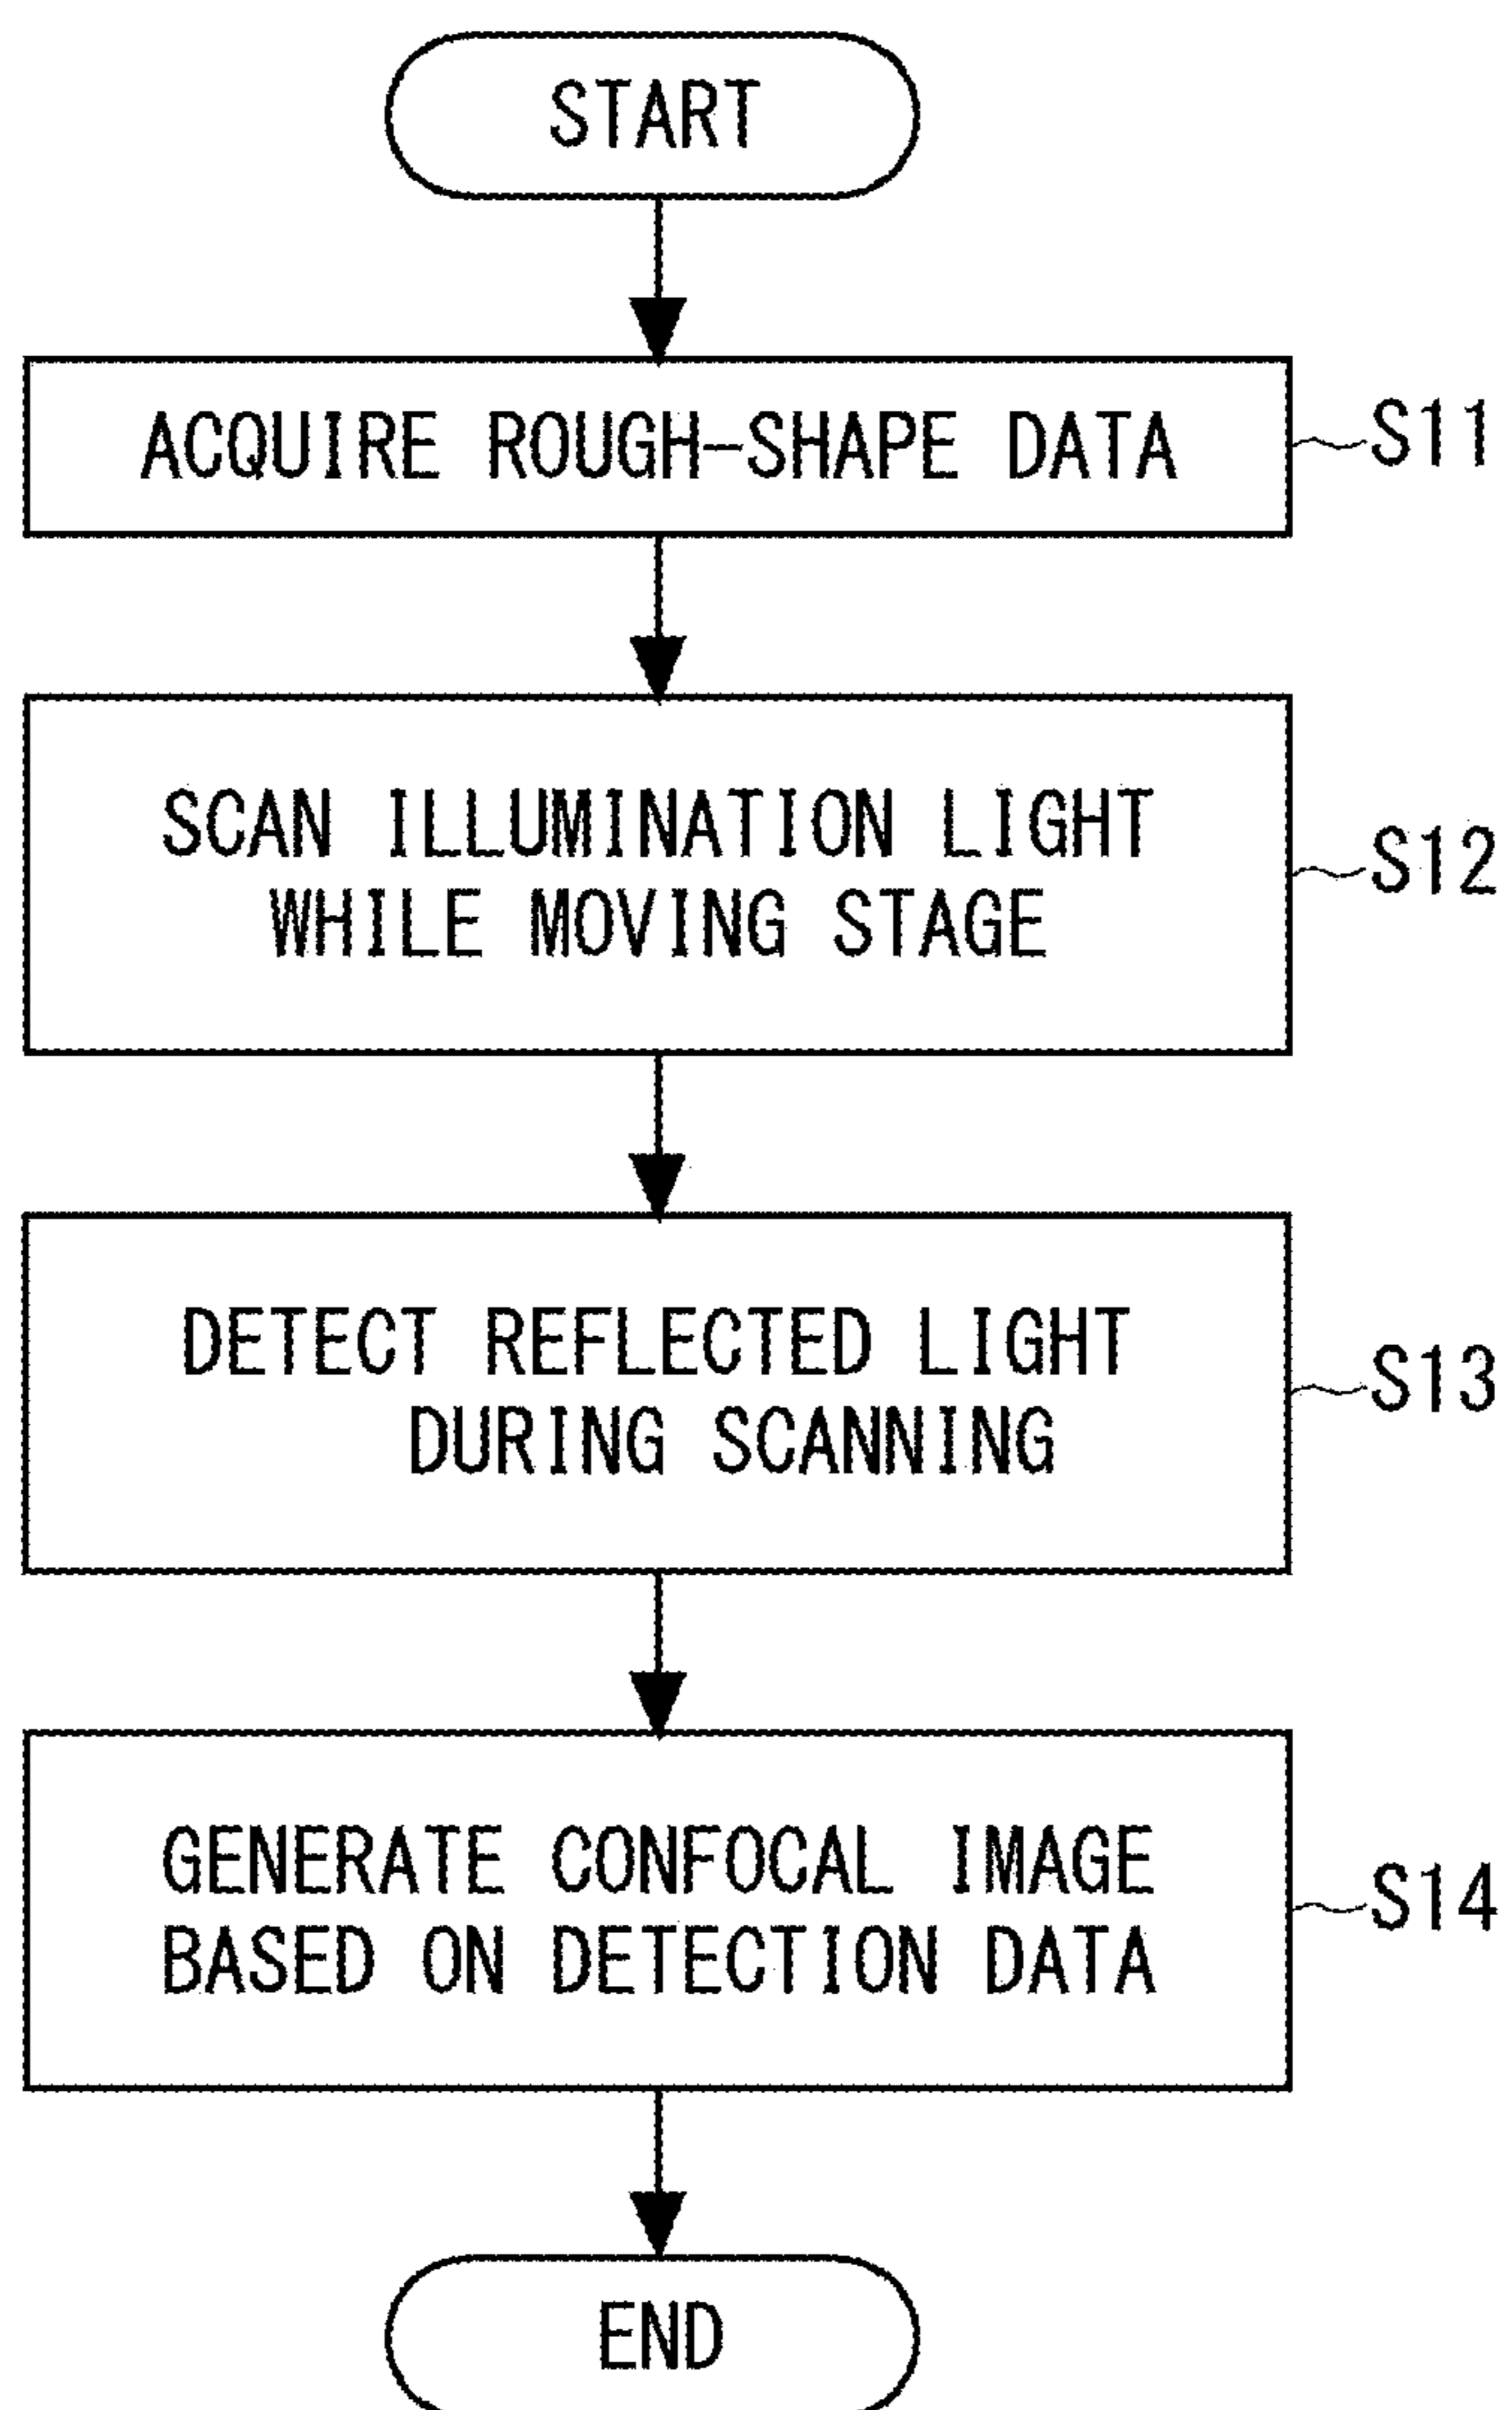 START
ACQUIRE ROUGH-SHAPE DATA
S11
SCAN ILLUMINATION LIGHT
WHILE MOVING STAGE
S12
DETECT REFLECTED LIGHT
DURING SCANNING
S13
GENERATE CONFOCAL IMAGE
BASED ON DETECTION DATA
S14
END